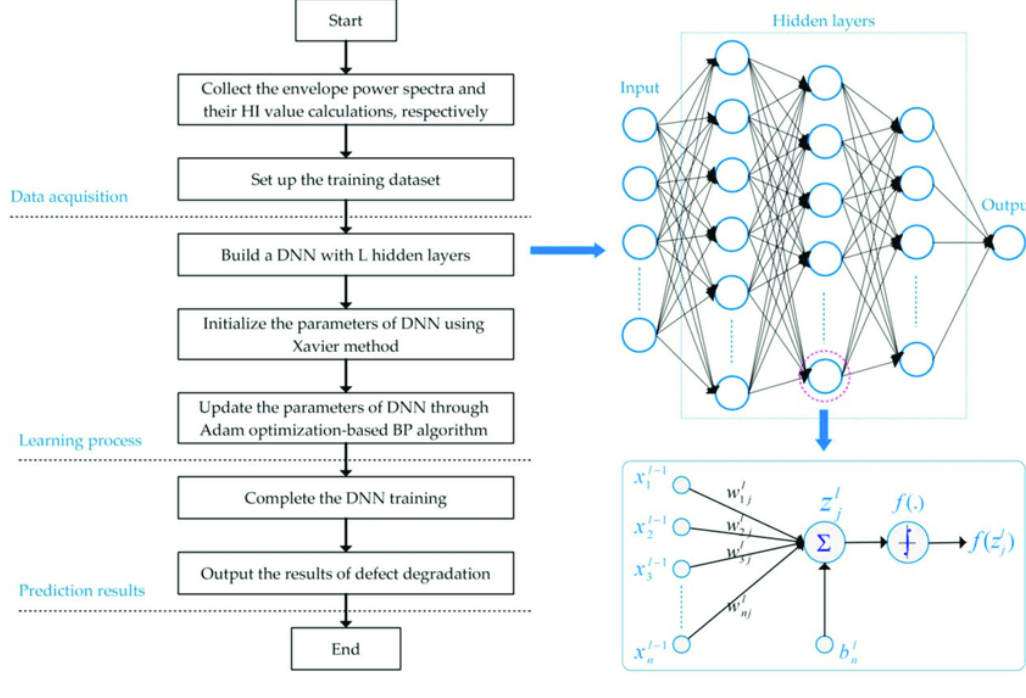 Start
Collect the envelope power spectra and
their HI value calculations, respectively
Set up the training dataset
Data acquisition
Build a DNN with L hidden layers
Initialize the parameters of DNN using
Xavier method
Update the parameters of DNN through
Adam optimization-based BP algorithm
Learning process
Complete the DNN training
Output the results of defect degradation
Prediction results
End
Hidden layers
Input
Output
x_1^{l-1}
x_2^{l-1}
x_3^{l-1}
x_n^{l-1}
w_{1j}^l
w_{2j}^l
w_{3j}^l
w_{nj}^l
z_j^l
Σ
f(.)
∫
f(z_j^l)
b_n^l